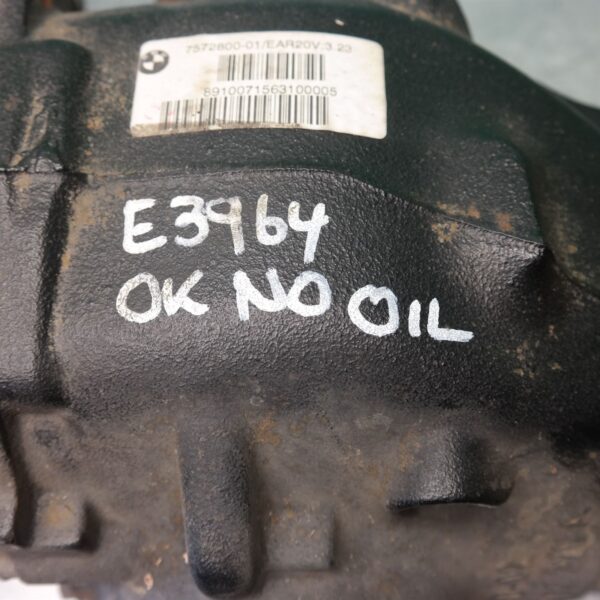 7572800-01/EAR20V:3.23
8910071563100005
E3964
OK NO OIL